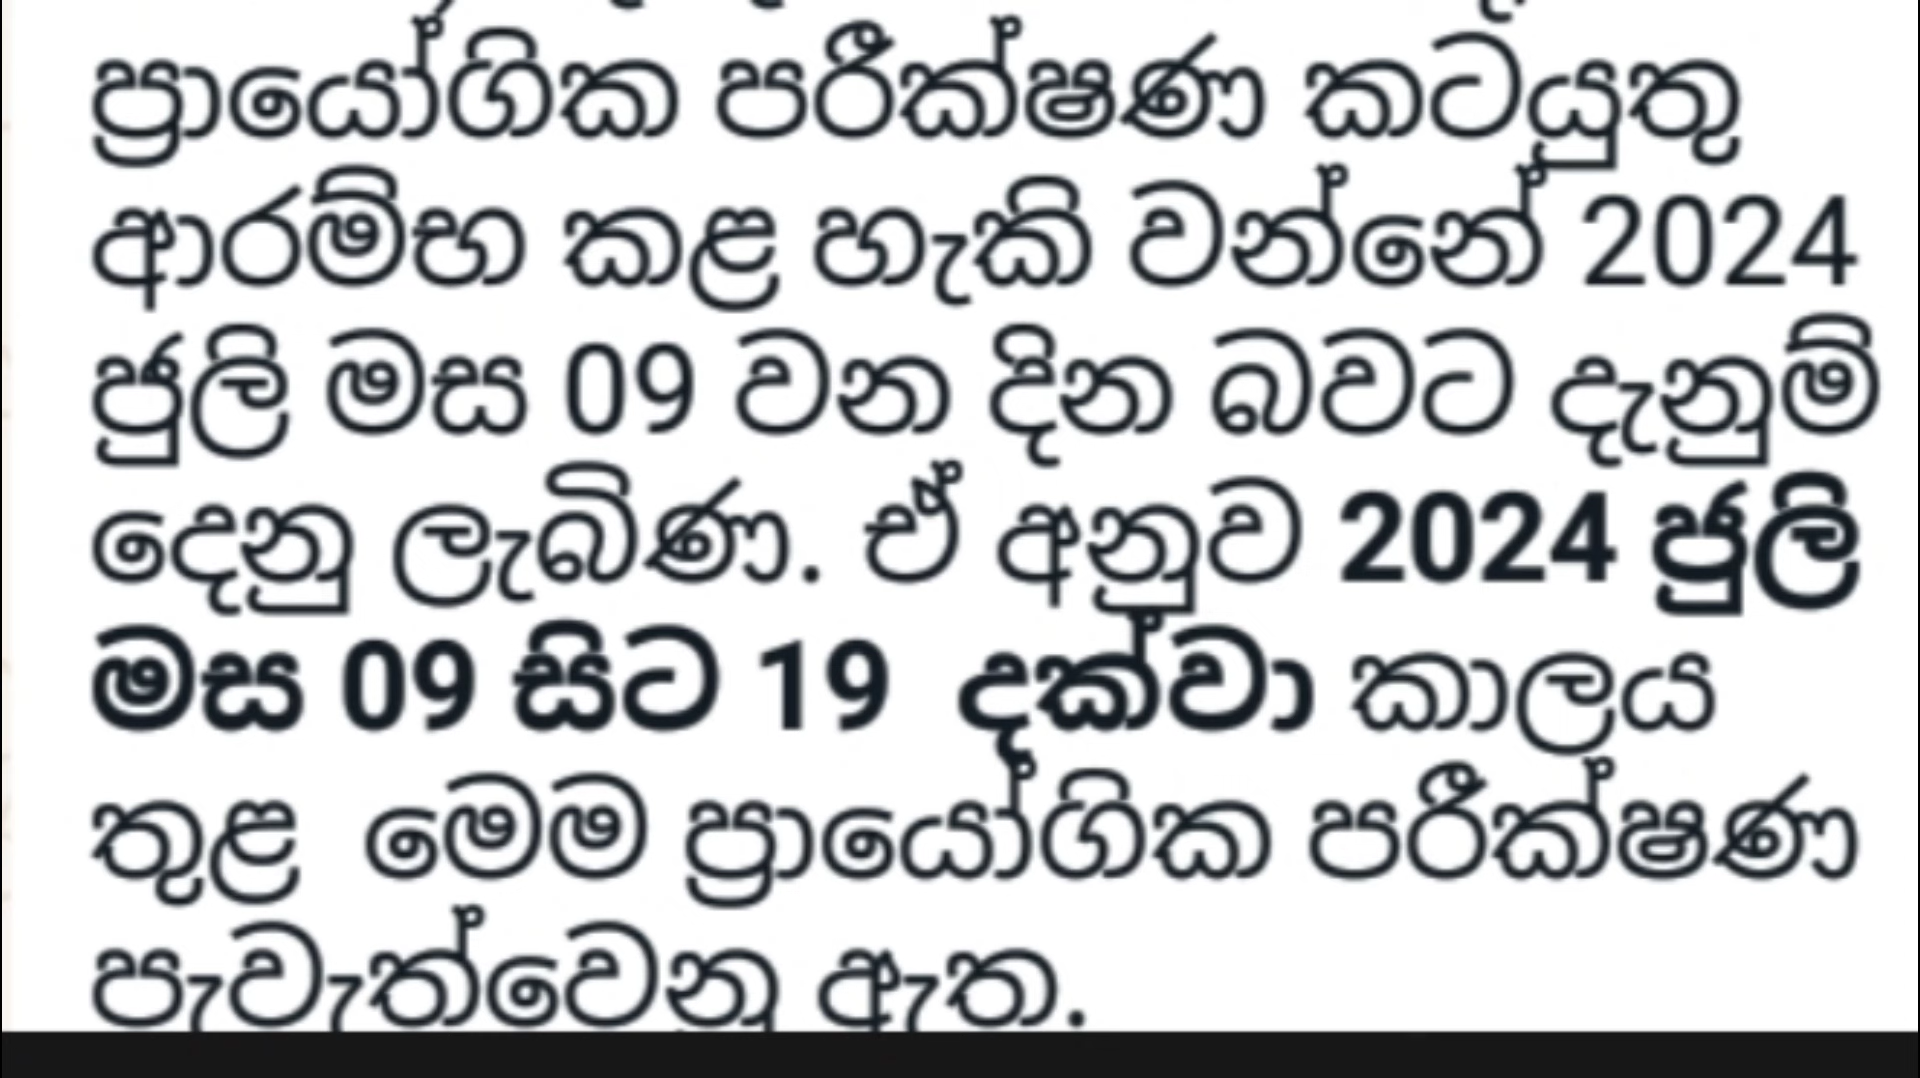 ප්‍රායෝගික පරීක්ෂණ කටයුතු
ආරම්භ කළ හැකි වන්නේ 2024
ජුලි මස 09 වන දින බවට දැනුම්
දෙනු ලැබිණ. ඒ අනුව 2024 ජුලි
මස 09 සිට 19 දක්වා කාලය
තුළ මෙම ප්‍රායෝගික පරීක්ෂණ
පැවැත්වෙනු ඇත.